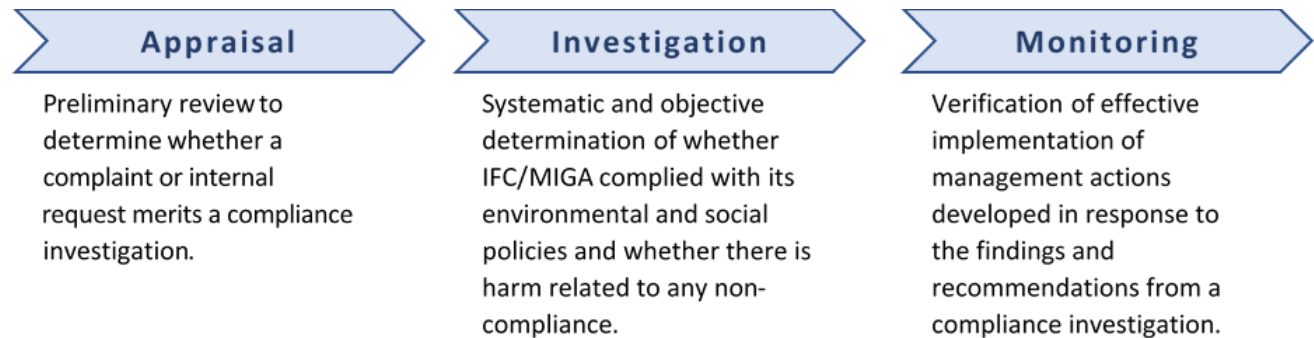 Appraisal
Preliminary review to
determine whether a
complaint or internal
request merits a compliance
investigation.
Investigation
Systematic and objective
determination of whether
IFC/MIGA complied with its
environmental and social
policies and whether there is
harm related to any non-
compliance.
Monitoring
Verification of effective
implementation of
management actions
developed in response to
the findings and
recommendations from a
compliance investigation.